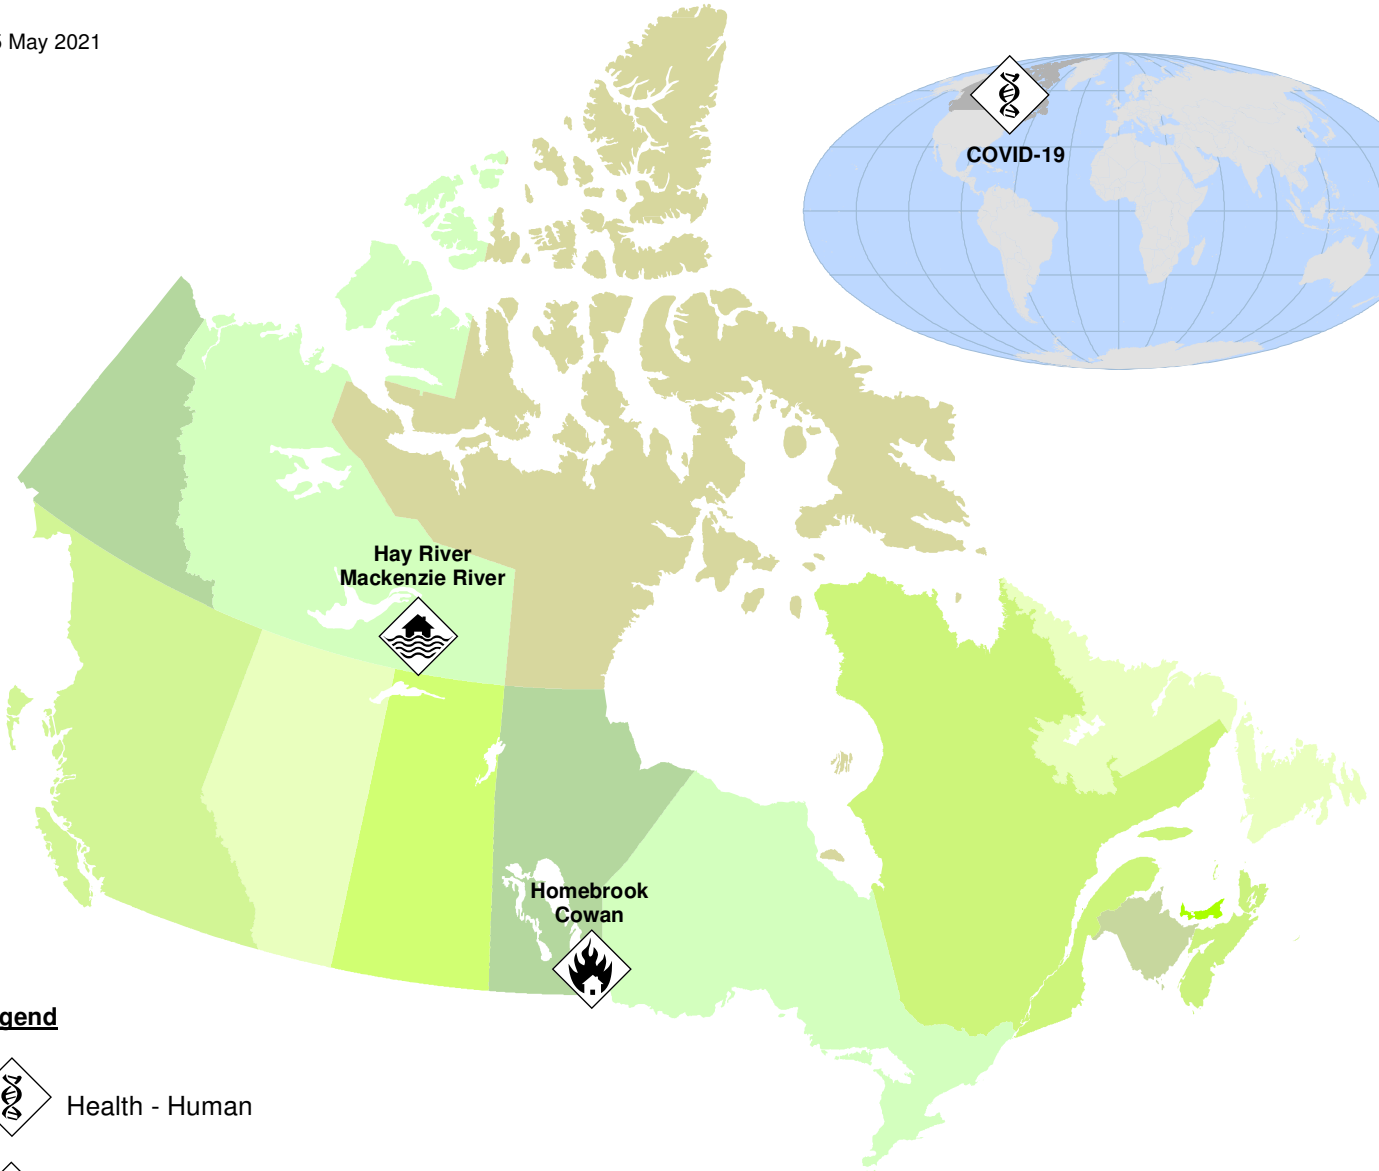 May 2021
COVID-19
Hay River
Mackenzie River
Homebrook
Cowan
gend
Health - Human